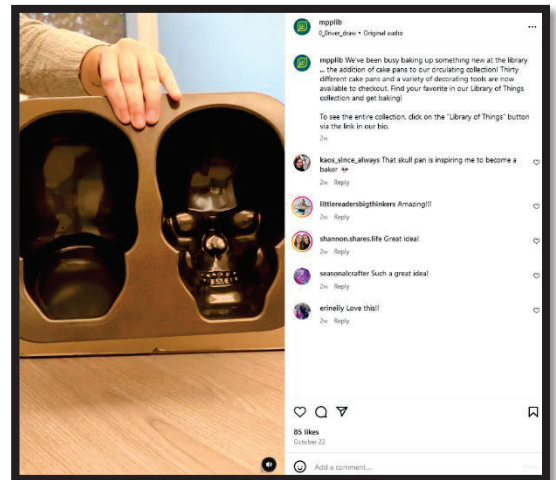 mpplib
0_0river_draw • Original audio
mpplib We've been busy baking up something new at the library
... the addition of cake pans to our circulating collection! Thirty
different cake pans and a variety of decorating tools are now
available to checkout. Find your favorite in our Library of Things
collection and get baking!
To see the entire collection, click on the "Library of Things" button
via the link in our bio.
2w
kaos_since_always That skull pan is inspiring me to become a
baker 💀
2w Reply
littlereadersbigthinkers Amazing!!!
2w Reply
shannon.shares.life Great idea!
2w Reply
seasonalcrafter Such a great idea!
2w Reply
erineily Love this!!
2w Reply
85 likes
October 22
Add a comment...